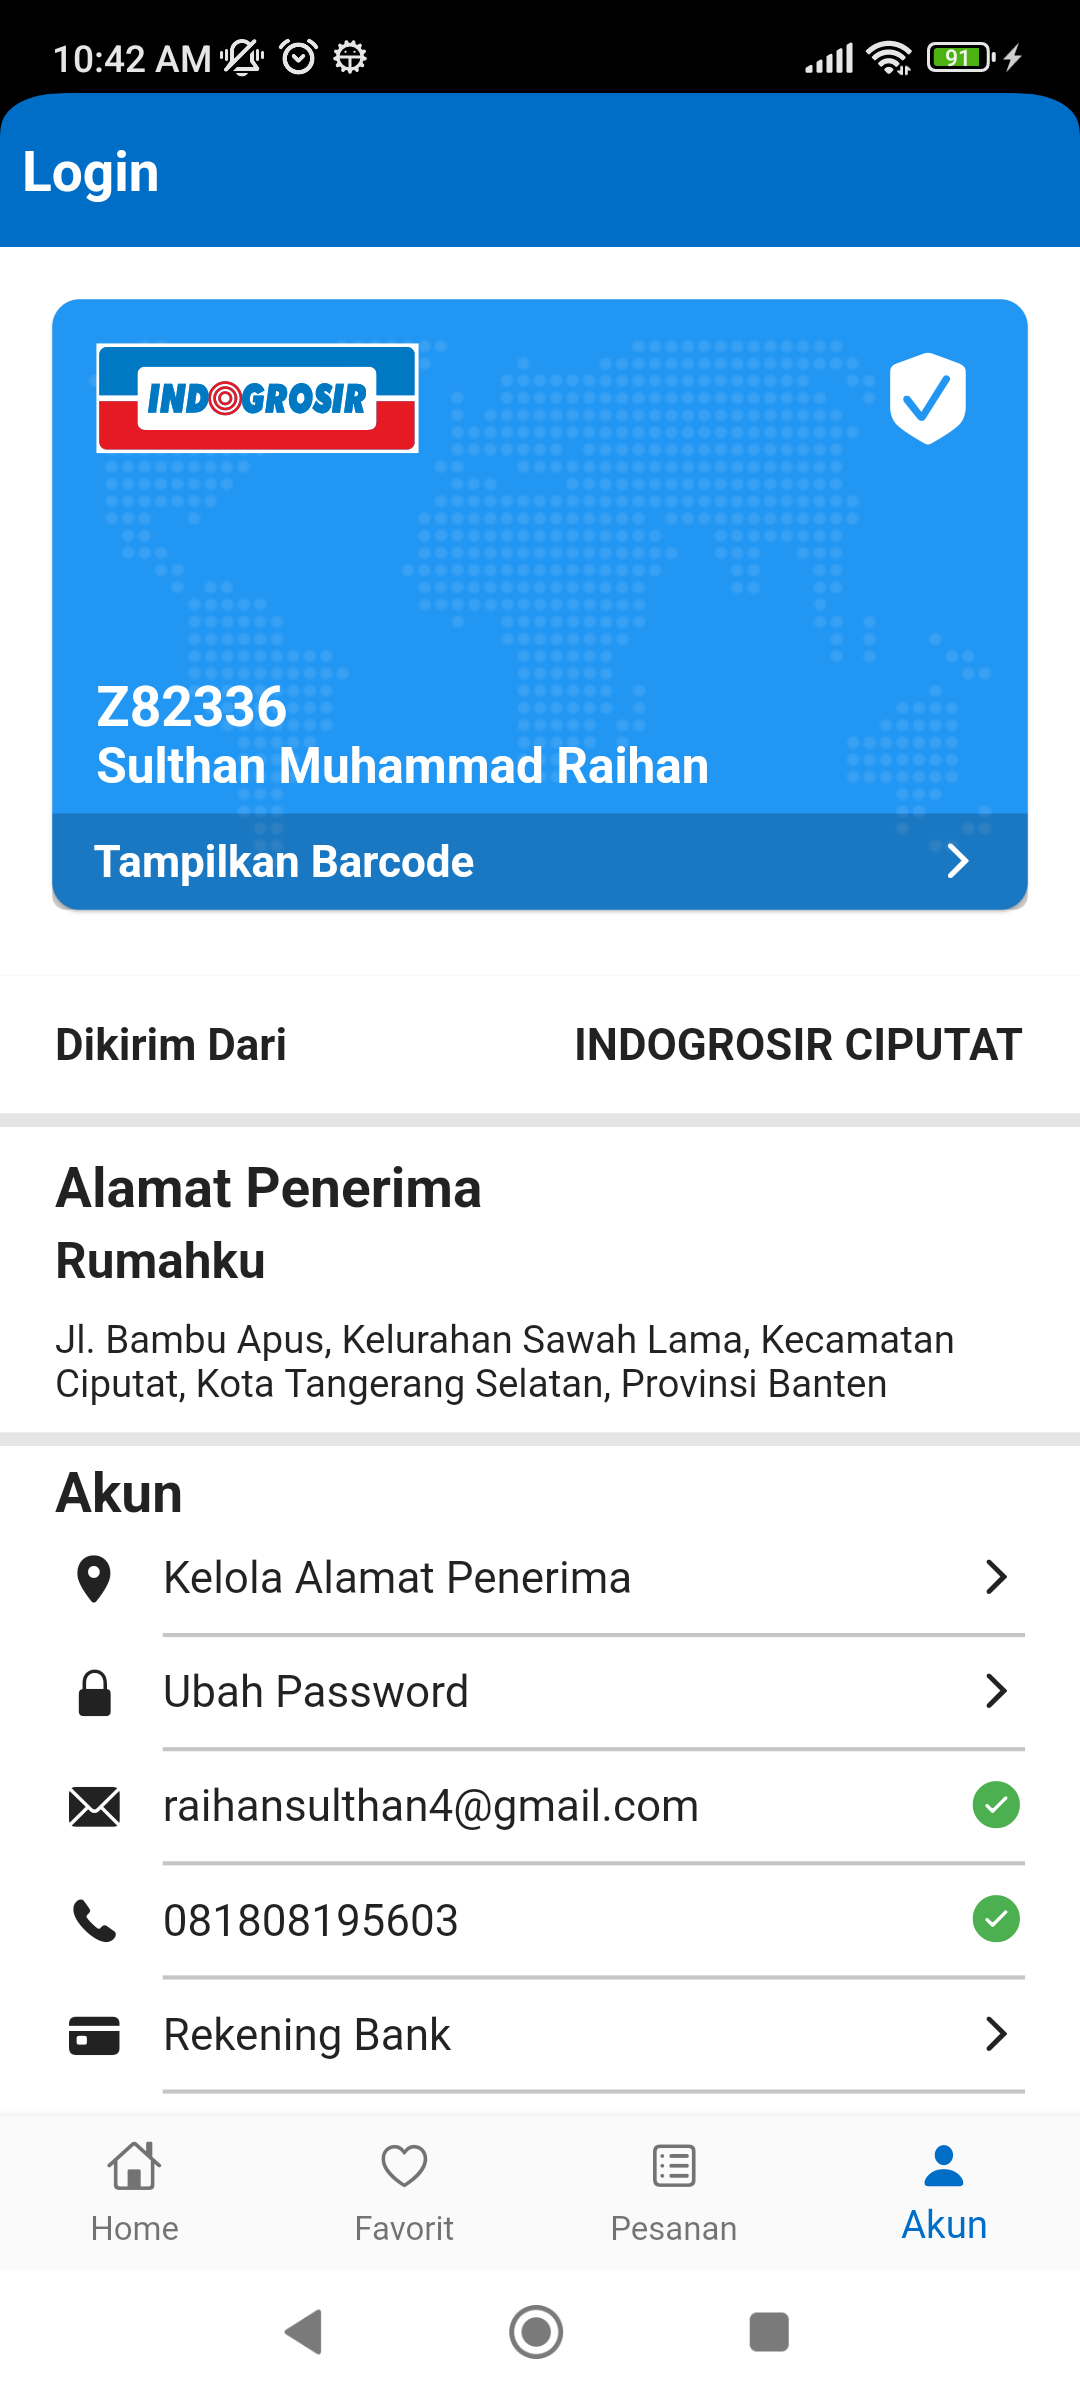 10:42 AM
91
Login
INDOGROSIR
Z82336
Sulthan Muhammad Raihan
Tampilkan Barcode
Dikirim Dari INDOGROSIR CIPUTAT
Alamat Penerima
Rumahku
Jl. Bambu Apus, Kelurahan Sawah Lama, Kecamatan
Ciputat, Kota Tangerang Selatan, Provinsi Banten
Akun
Kelola Alamat Penerima
Ubah Password
raihansulthan4@gmail.com
081808195603
Rekening Bank
Home Favorit Pesanan Akun